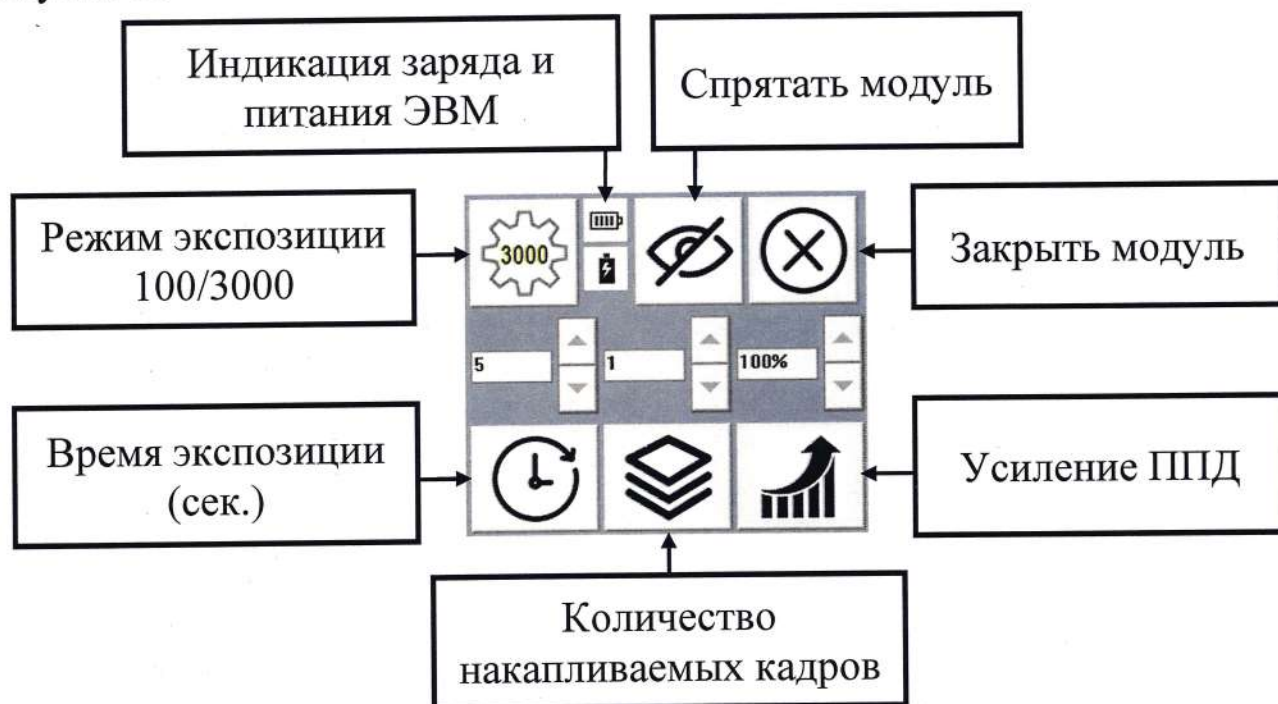 Индикация заряда и
питания ЭВМ
Спрятать модуль
Режим экспозиции
100/3000
3000
Закрыть модуль
5
1
100%
Время экспозиции
(сек.)
Усиление ППД
Количество
накапливаемых кадров